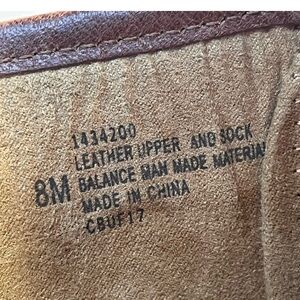 1434200
LEATHER UPPER AND SOCK
8M BALANCE MAN MADE MATERIAL
MADE IN CHINA
CBUF17